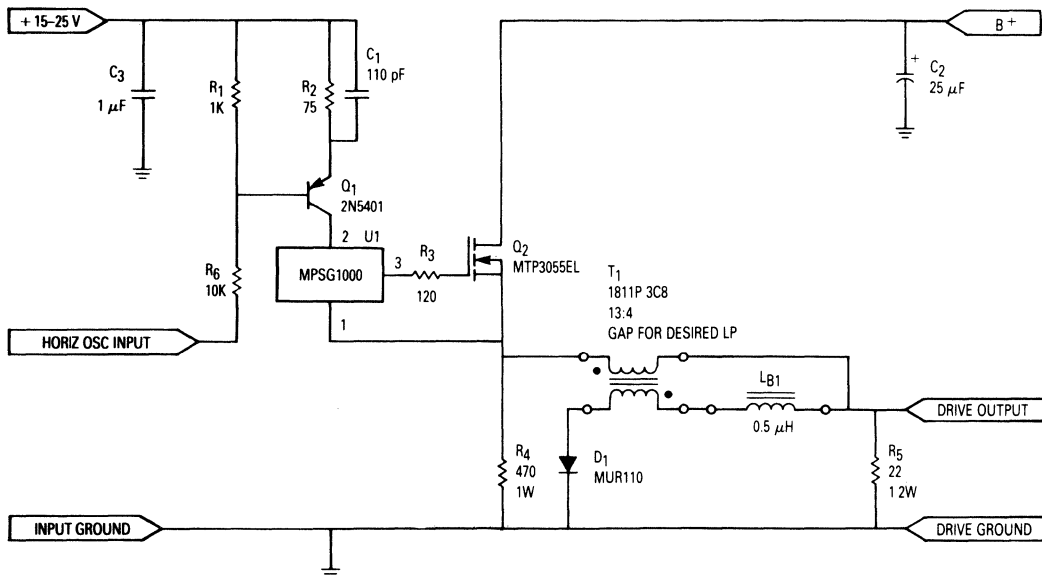 + 15–25 V
B+
C3
1 µF
R1
1K
R2
75
C1
110 pF
+
C2
25 µF
Q1
2N5401
2
U1
MPSG1000
3
R3
120
Q2
MTP3055EL
R6
10K
1
T1
1811P 3C8
13:4
GAP FOR DESIRED LP
HORIZ OSC INPUT
LB1
0.5 µH
DRIVE OUTPUT
R4
470
1W
D1
MUR110
R5
22
1 2W
INPUT GROUND
DRIVE GROUND